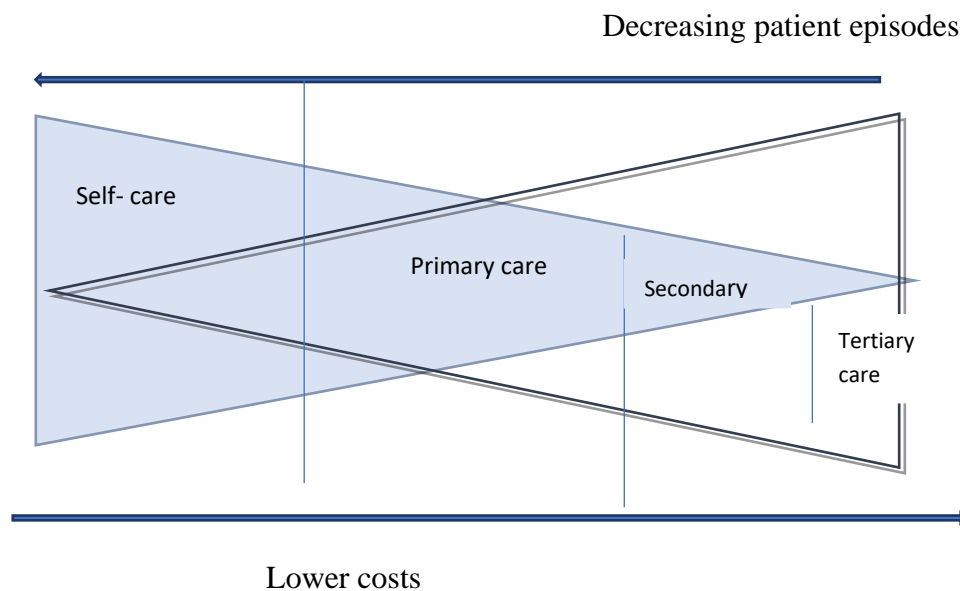 Decreasing patient episodes
Self- care
Primary care
Secondary
Tertiary
care
Lower costs